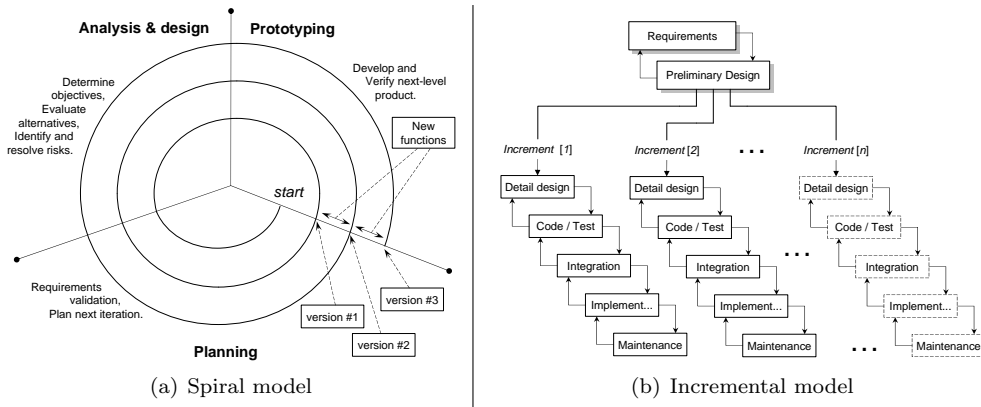 Analysis & design
Prototyping
Determine
objectives,
Evaluate
alternatives,
Identify and
resolve risks.
Develop and
Verify next-level
product.
New
functions
start
Requirements
validation,
Plan next iteration.
version #1
version #2
version #3
Planning
(a) Spiral model
Requirements
Preliminary Design
Increment [1]
Increment [2]
...
Increment [n]
Detail design
Code / Test
Integration
Implement...
Maintenance
Detail design
Code / Test
Integration
Implement...
Maintenance
...
...
Detail design
Code / Test
Integration
Implement...
Maintenance
(b) Incremental model